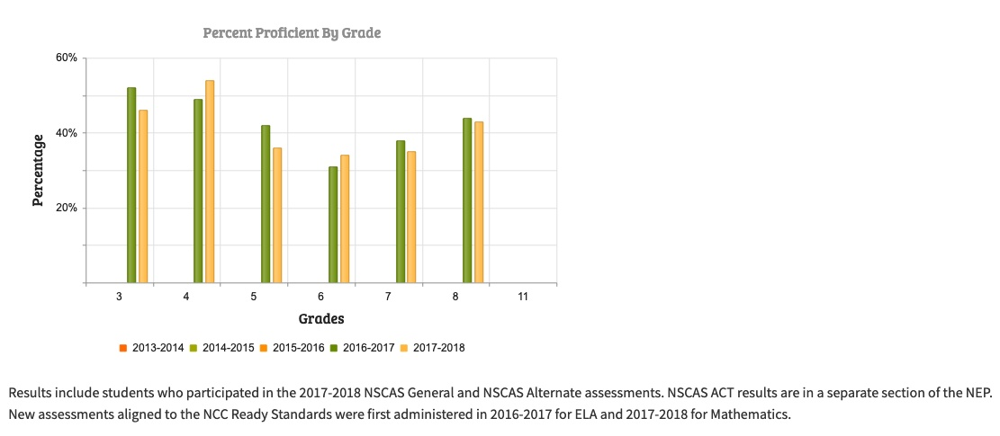 Percent Proficient By Grade
60%
40%
20%
Percentage
3 4 5 6 7 8 11
Grades
2013-2014 2014-2015 2015-2016 2016-2017 2017-2018
Results include students who participated in the 2017-2018 NSCAS General and NSCAS Alternate assessments. NSCAS ACT results are in a separate section of the NEP.
New assessments aligned to the NCC Ready Standards were first administered in 2016-2017 for ELA and 2017-2018 for Mathematics.